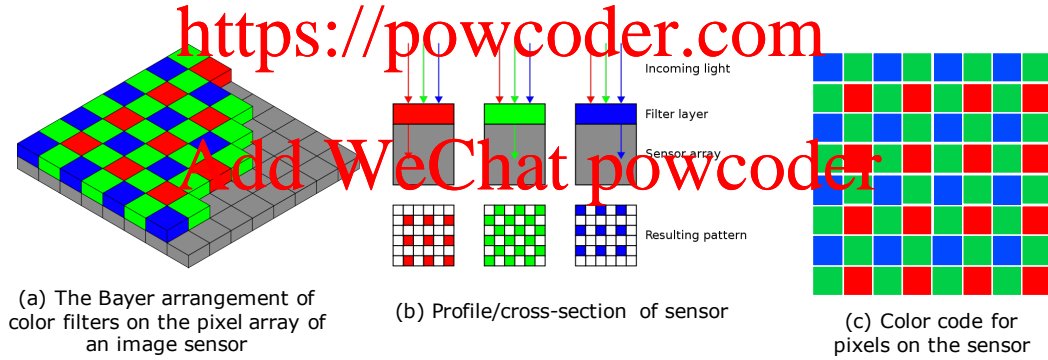 https://powcoder.com
Incoming light
Filter layer
Add WeChat powcoder
Sensor array
Resulting pattern
(a) The Bayer arrangement of
color filters on the pixel array of
an image sensor
(b) Profile/cross-section of sensor
(c) Color code for
pixels on the sensor